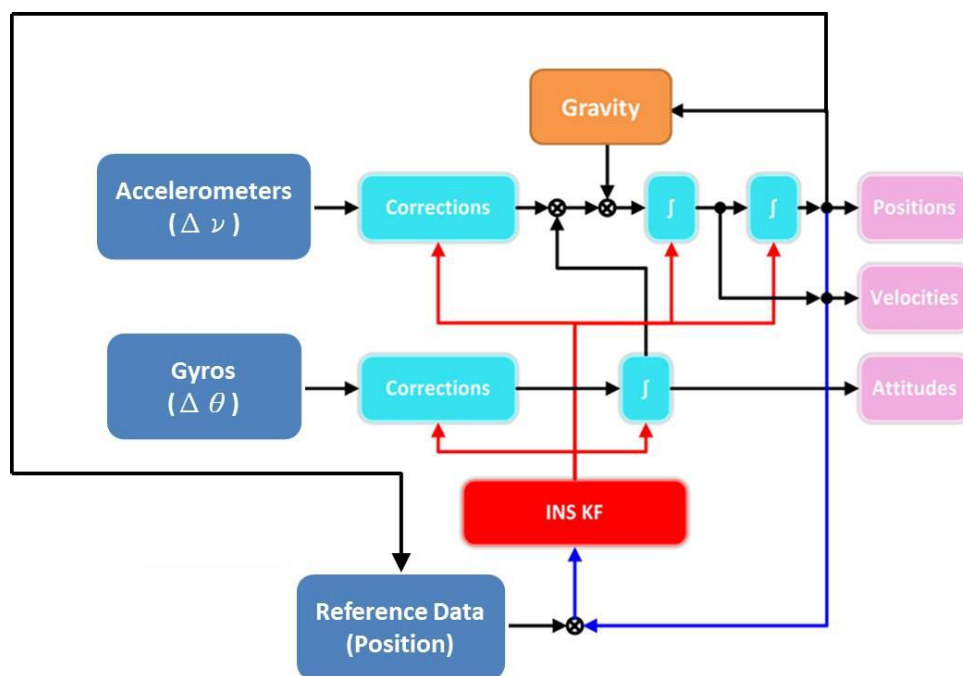 Gravity
Accelerometers
(Δ ν)
Corrections
∫
∫
Positions
Velocities
Gyros
(Δ θ)
Corrections
∫
Attitudes
INS KF
Reference Data
(Position)